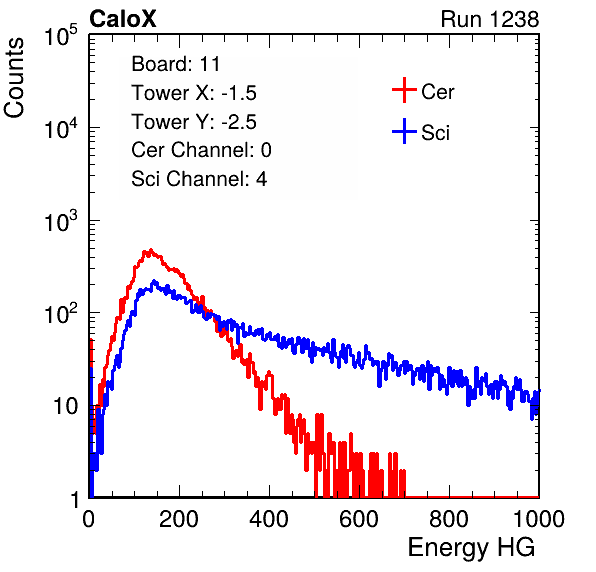 CaloX Run 1238
Counts
10^5
10^4
10^3
10^2
10
1
Board: 11
Tower X: -1.5
Tower Y: -2.5
Cer Channel: 0
Sci Channel: 4
Cer
Sci
0 200 400 600 800 1000
Energy HG